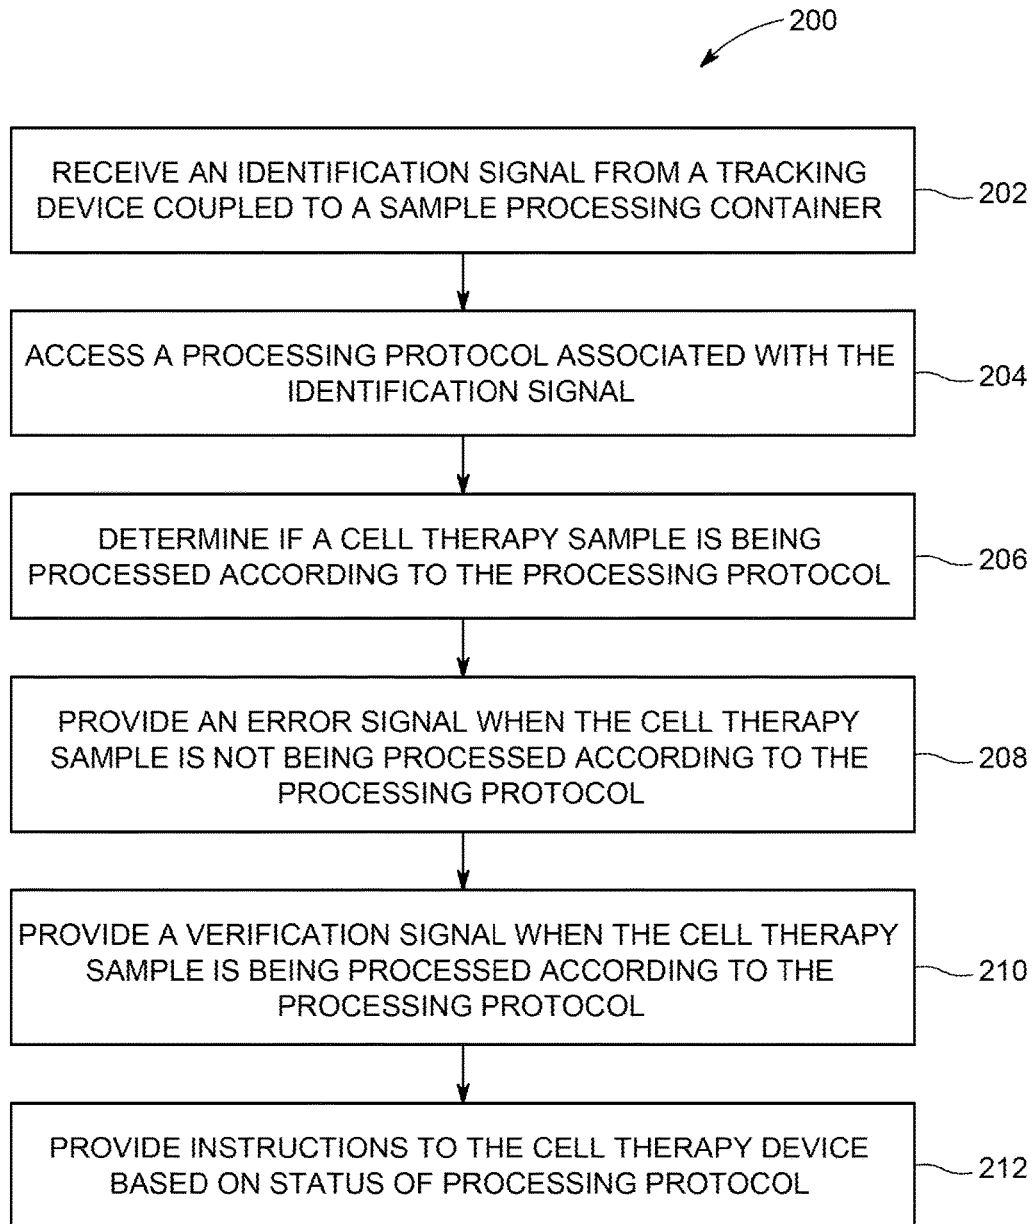 200
RECEIVE AN IDENTIFICATION SIGNAL FROM A TRACKING
DEVICE COUPLED TO A SAMPLE PROCESSING CONTAINER
202
ACCESS A PROCESSING PROTOCOL ASSOCIATED WITH THE
IDENTIFICATION SIGNAL
204
DETERMINE IF A CELL THERAPY SAMPLE IS BEING
PROCESSED ACCORDING TO THE PROCESSING PROTOCOL
206
PROVIDE AN ERROR SIGNAL WHEN THE CELL THERAPY
SAMPLE IS NOT BEING PROCESSED ACCORDING TO THE
PROCESSING PROTOCOL
208
PROVIDE A VERIFICATION SIGNAL WHEN THE CELL THERAPY
SAMPLE IS BEING PROCESSED ACCORDING TO THE
PROCESSING PROTOCOL
210
PROVIDE INSTRUCTIONS TO THE CELL THERAPY DEVICE
BASED ON STATUS OF PROCESSING PROTOCOL
212